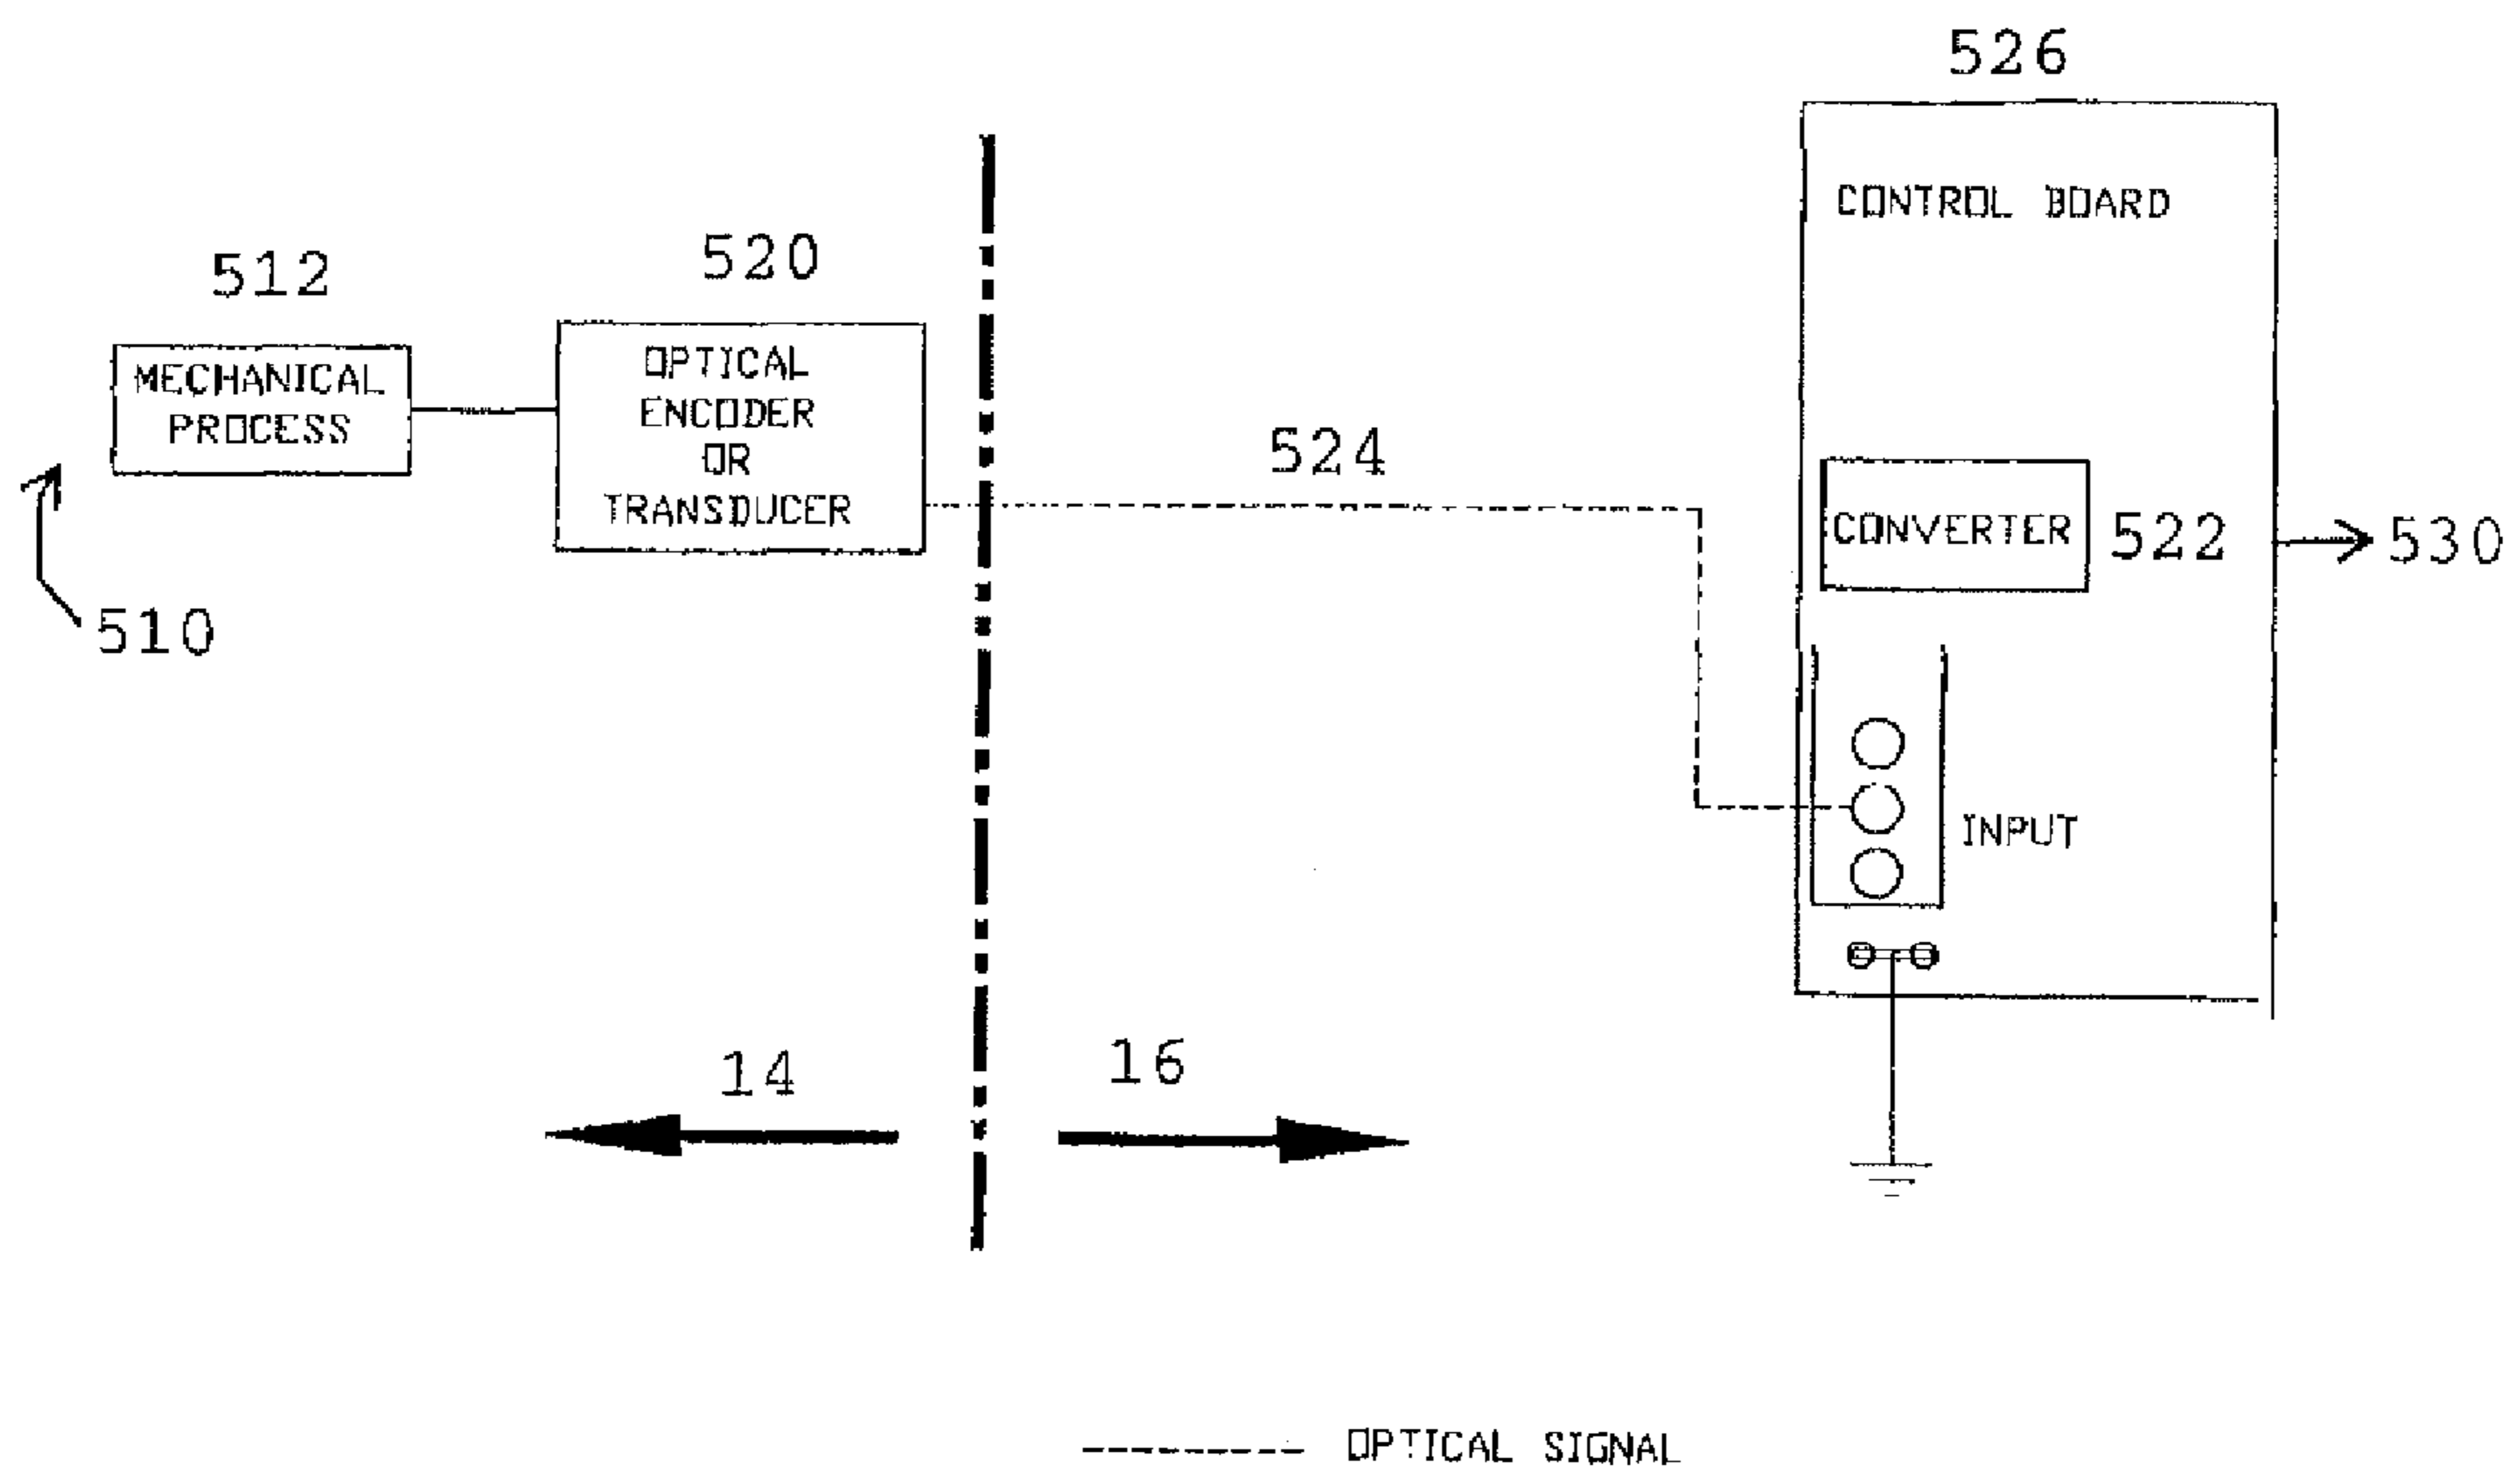 526
CONTROL BOARD
512
520
MECHANICAL
PROCESS
OPTICAL
ENCODER
OR
TRANSDUCER
524
CONVERTER
522
530
510
INPUT
14
16
OPTICAL SIGNAL